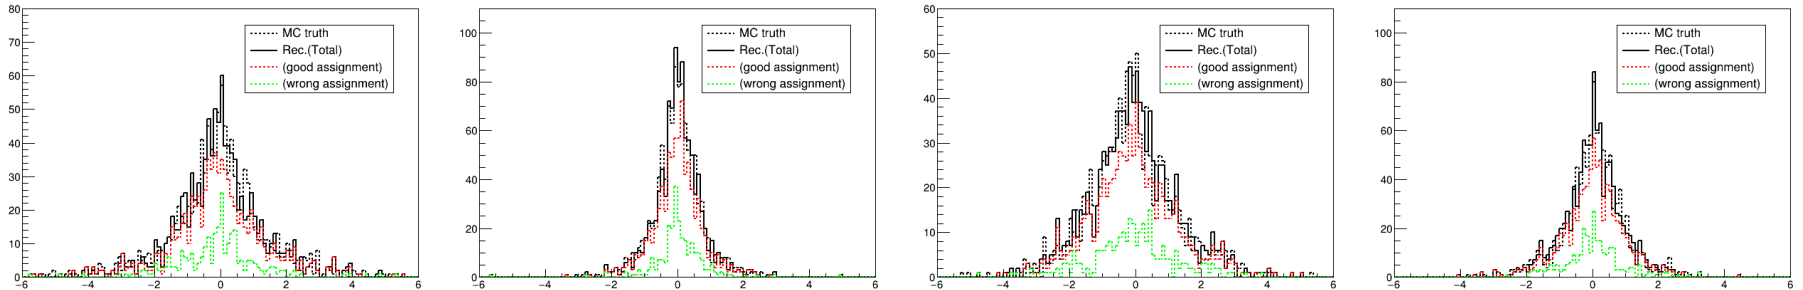 80
70
60
50
40
30
20
10
0
−6 −4 −2 0 2 4 6
MC truth
Rec.(Total)
(good assignment)
(wrong assignment)
100
80
60
40
20
0
−6 −4 −2 0 2 4 6
MC truth
Rec.(Total)
(good assignment)
(wrong assignment)
60
50
40
30
20
10
0
−6 −4 −2 0 2 4 6
MC truth
Rec.(Total)
(good assignment)
(wrong assignment)
100
80
60
40
20
0
−6 −4 −2 0 2 4 6
MC truth
Rec.(Total)
(good assignment)
(wrong assignment)